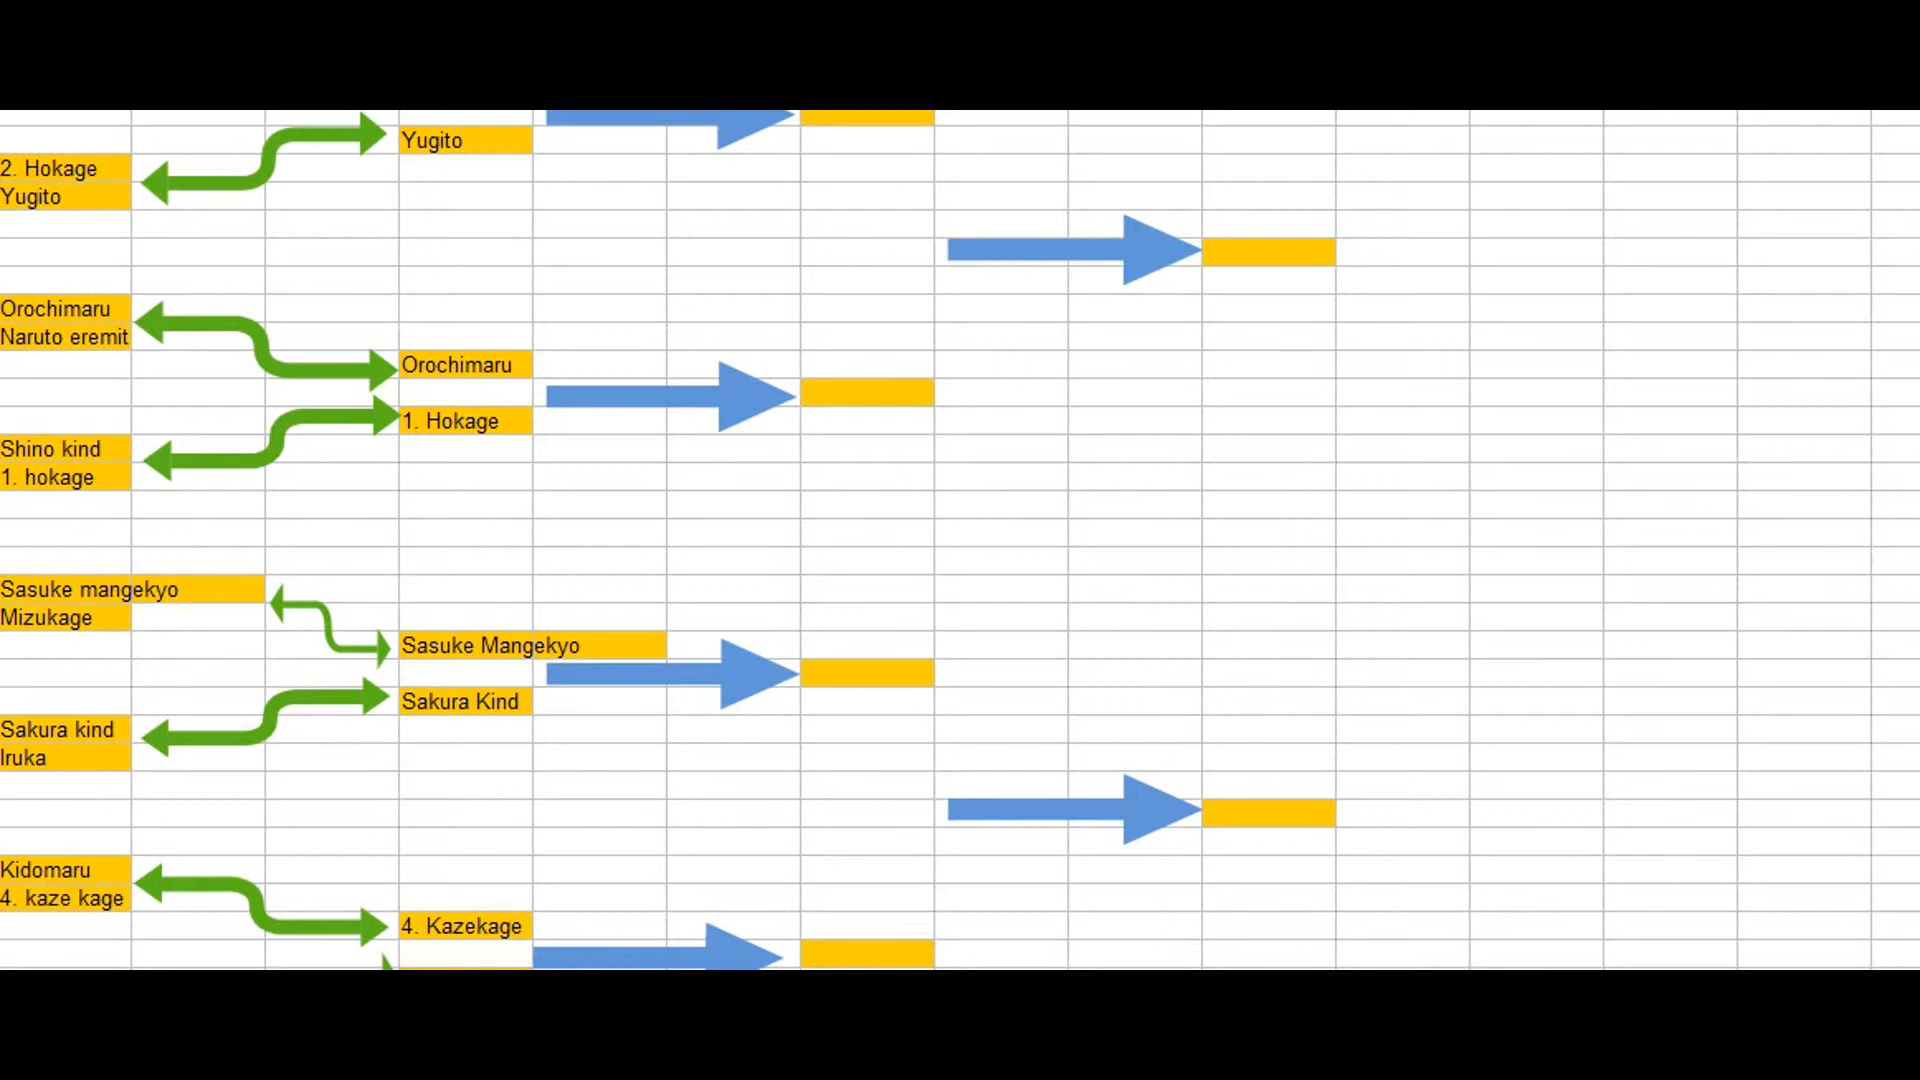 Yugito
2. Hokage
Yugito
Orochimaru
Naruto eremit
Orochimaru
1. Hokage
Shino kind
1. hokage
Sasuke mangekyo
Mizukage
Sasuke Mangekyo
Sakura Kind
Sakura kind
Iruka
Kidomaru
4. kaze kage
4. Kazekage